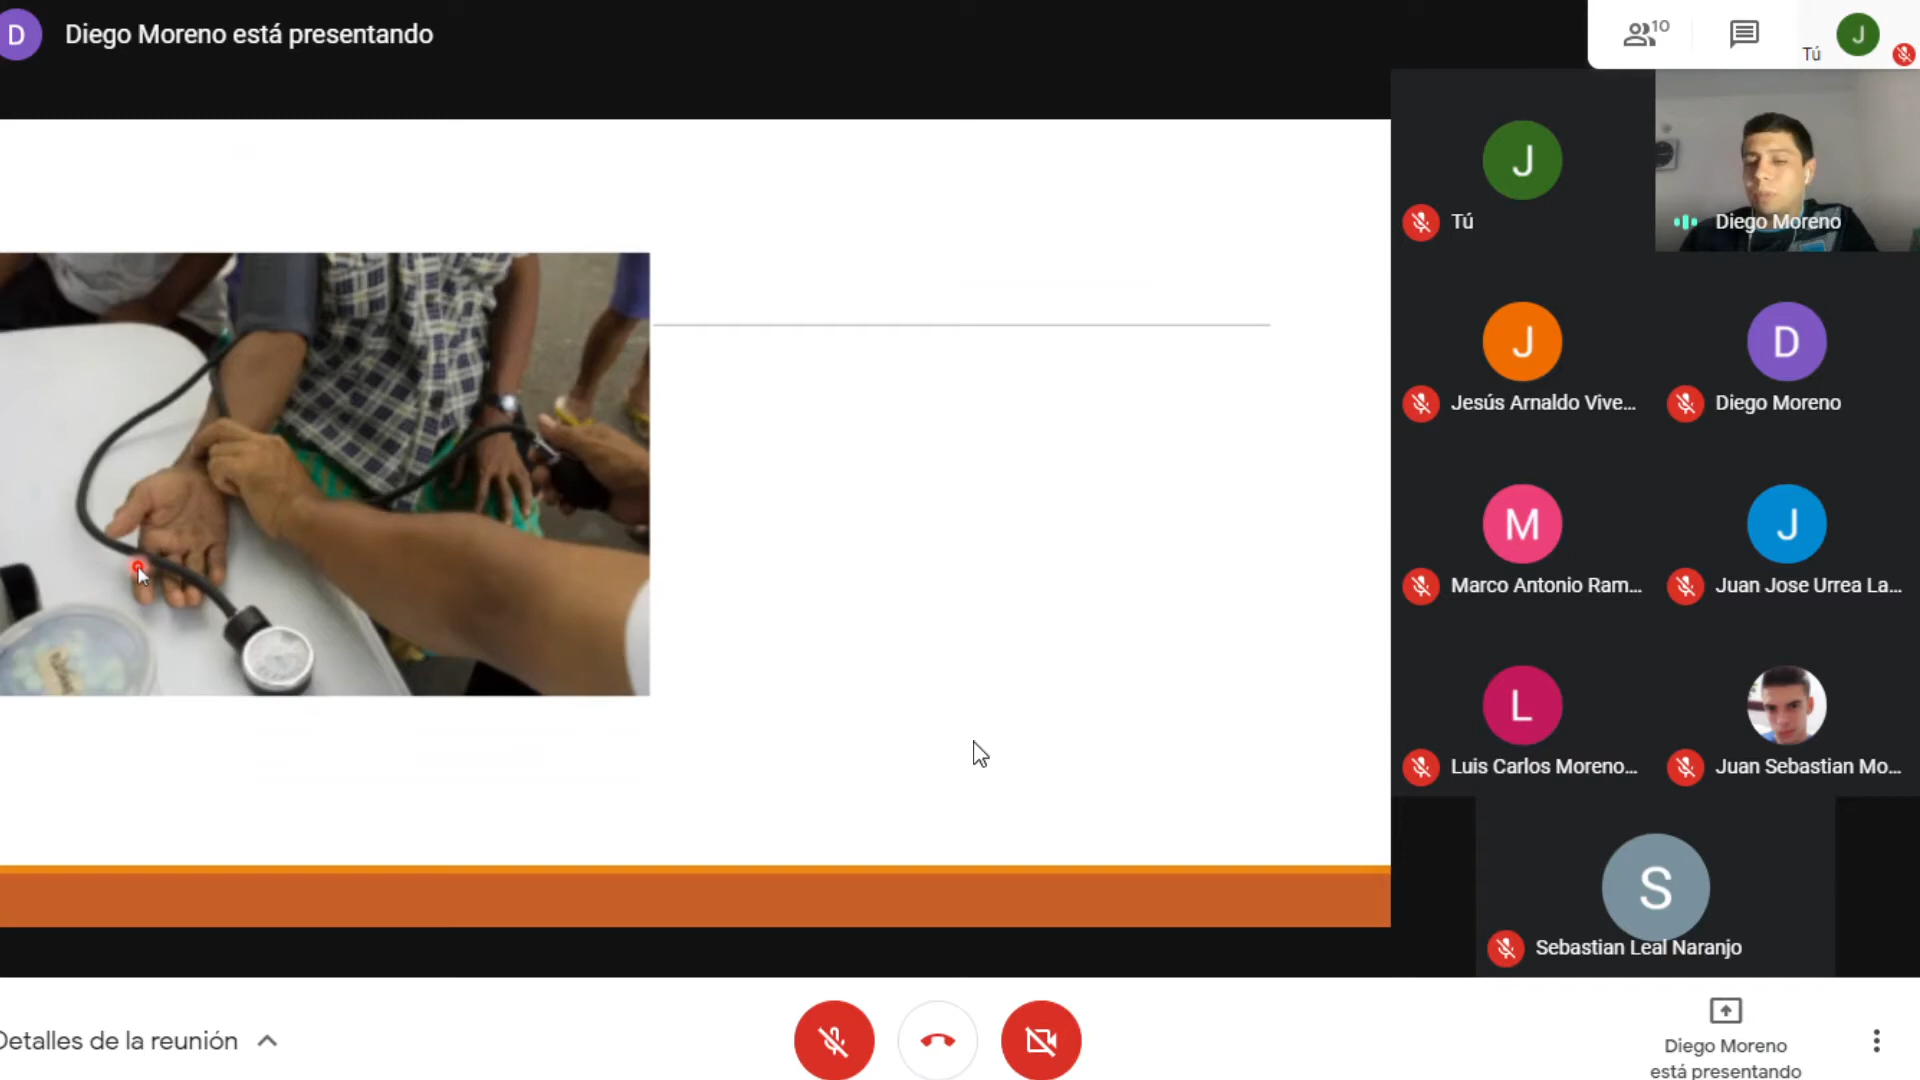 D
Diego Moreno está presentando
10
Tú
J
J
Tú
Diego Moreno
J
Jesús Arnaldo Vive...
D
Diego Moreno
M
Marco Antonio Ram...
J
Juan Jose Urrea La...
L
Luis Carlos Moreno...
Juan Sebastian Mo...
S
Sebastian Leal Naranjo
Detalles de la reunión
Diego Moreno
está presentando